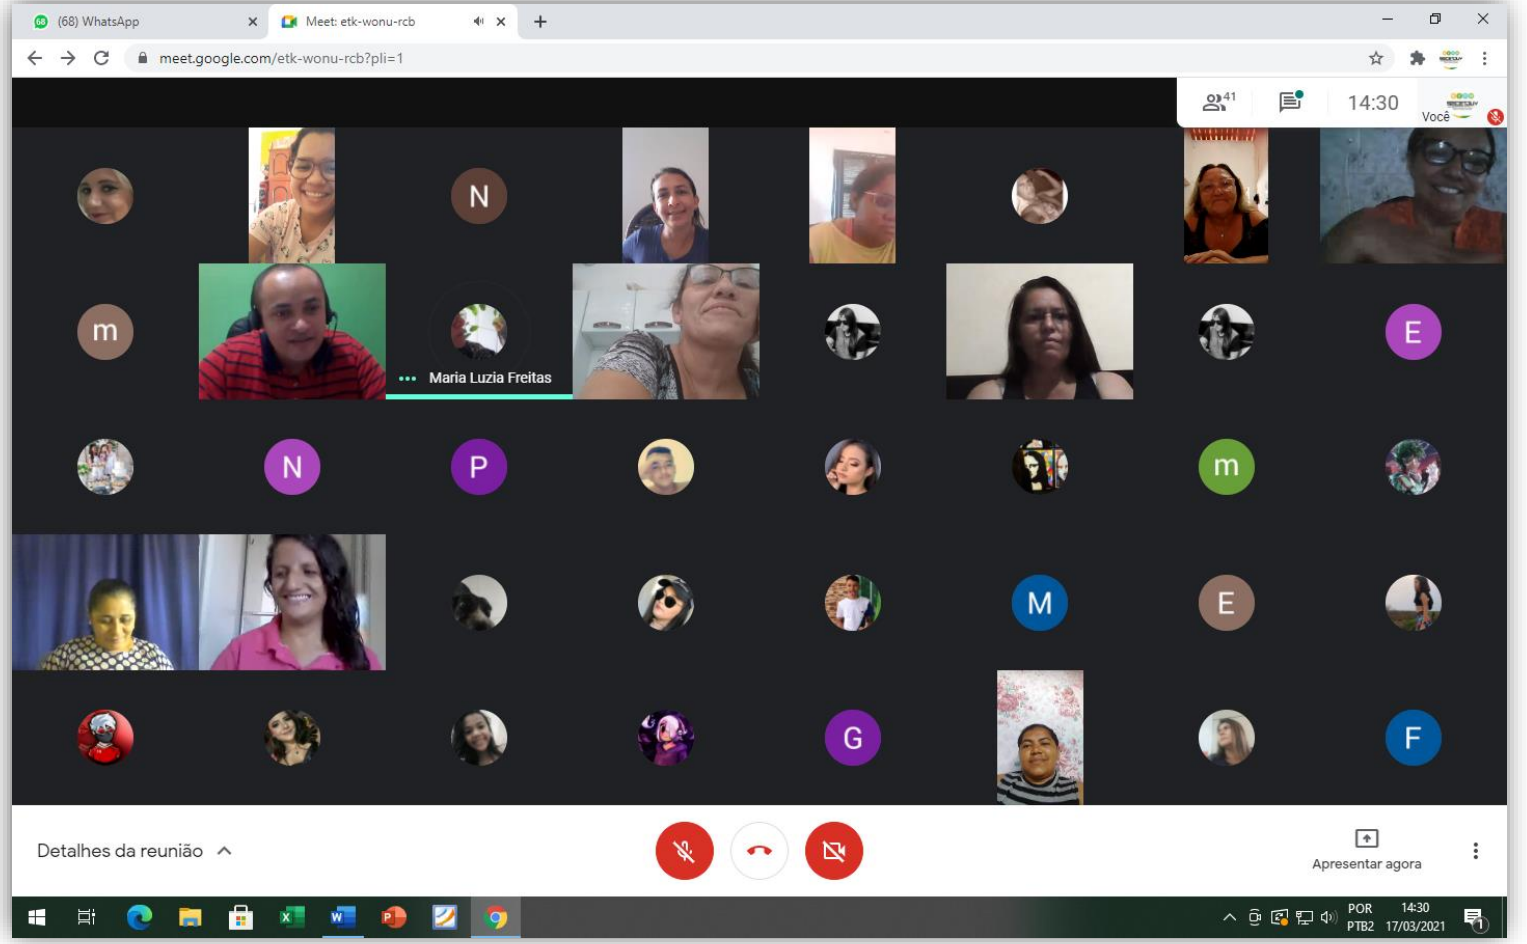 (68) WhatsApp
Meet: etk-wonu-rcb
meet.google.com/etk-wonu-rcb?pli=1
41
14:30
Você
N
m
Maria Luzia Freitas
E
N
P
m
M
E
G
F
Detalhes da reunião
Apresentar agora
POR
14:30
PTB2
17/03/2021
1